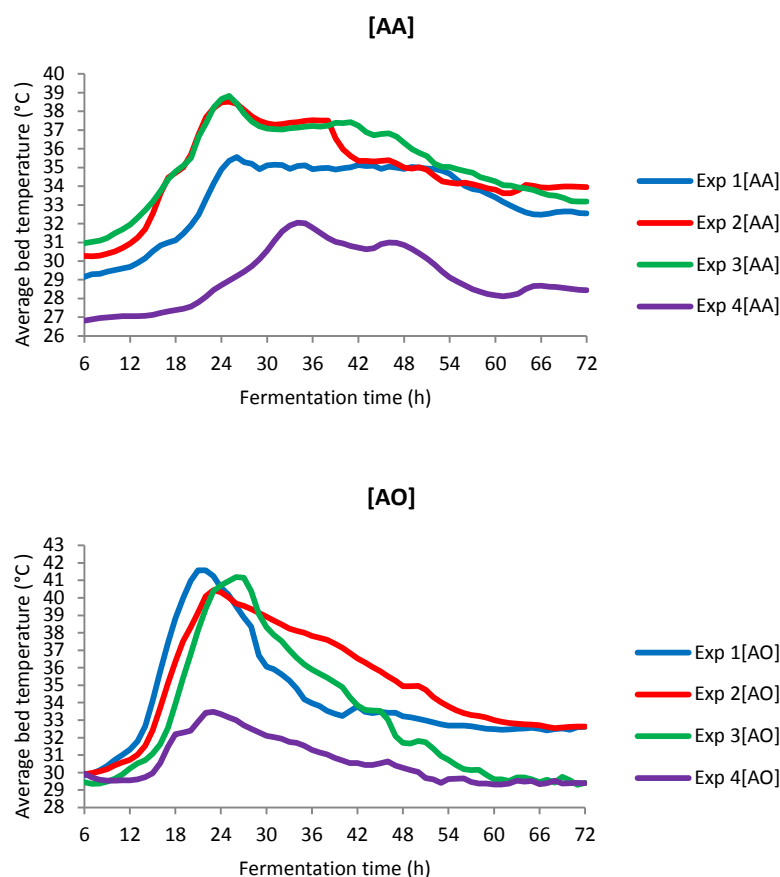 [AA]
Average bed temperature (°C )
40
39
38
37
36
35
34
33
32
31
30
29
28
27
26
6 12 18 24 30 36 42 48 54 60 66 72
Fermentation time (h)
Exp 1[AA]
Exp 2[AA]
Exp 3[AA]
Exp 4[AA]
[AO]
Average bed temperature (°C )
43
42
41
40
39
38
37
36
35
34
33
32
31
30
29
28
6 12 18 24 30 36 42 48 54 60 66 72
Fermentation time (h)
Exp 1[AO]
Exp 2[AO]
Exp 3[AO]
Exp 4[AO]